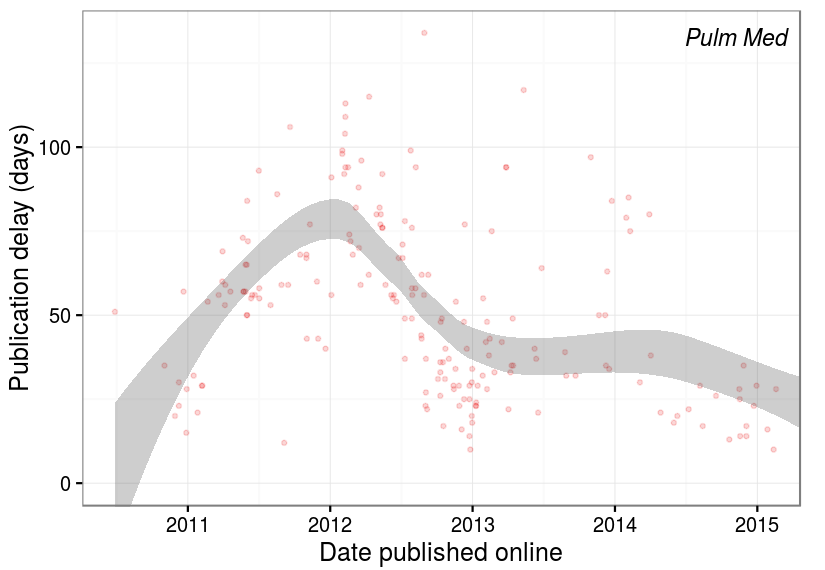 Pulm Med
Publication delay (days)
100
50
0
2011 2012 2013 2014 2015
Date published online